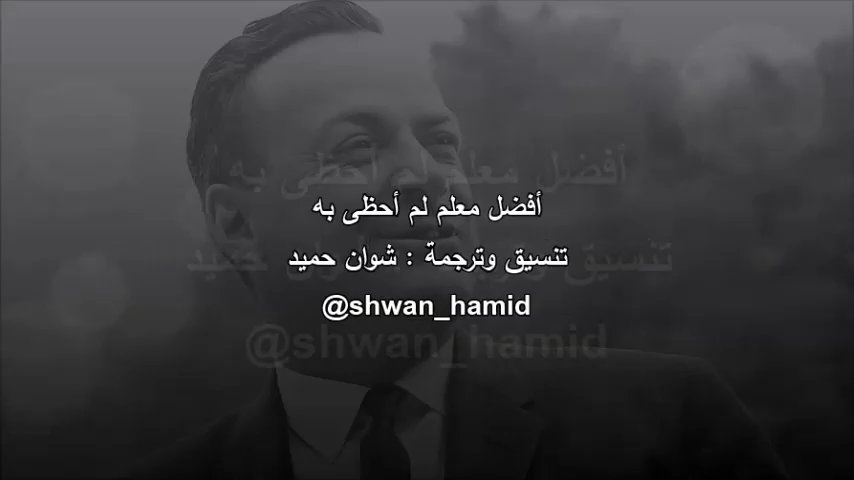 أفضل معلم لم أحظى به
تنسيق وترجمة : شوان حميد
@shwan_hamid